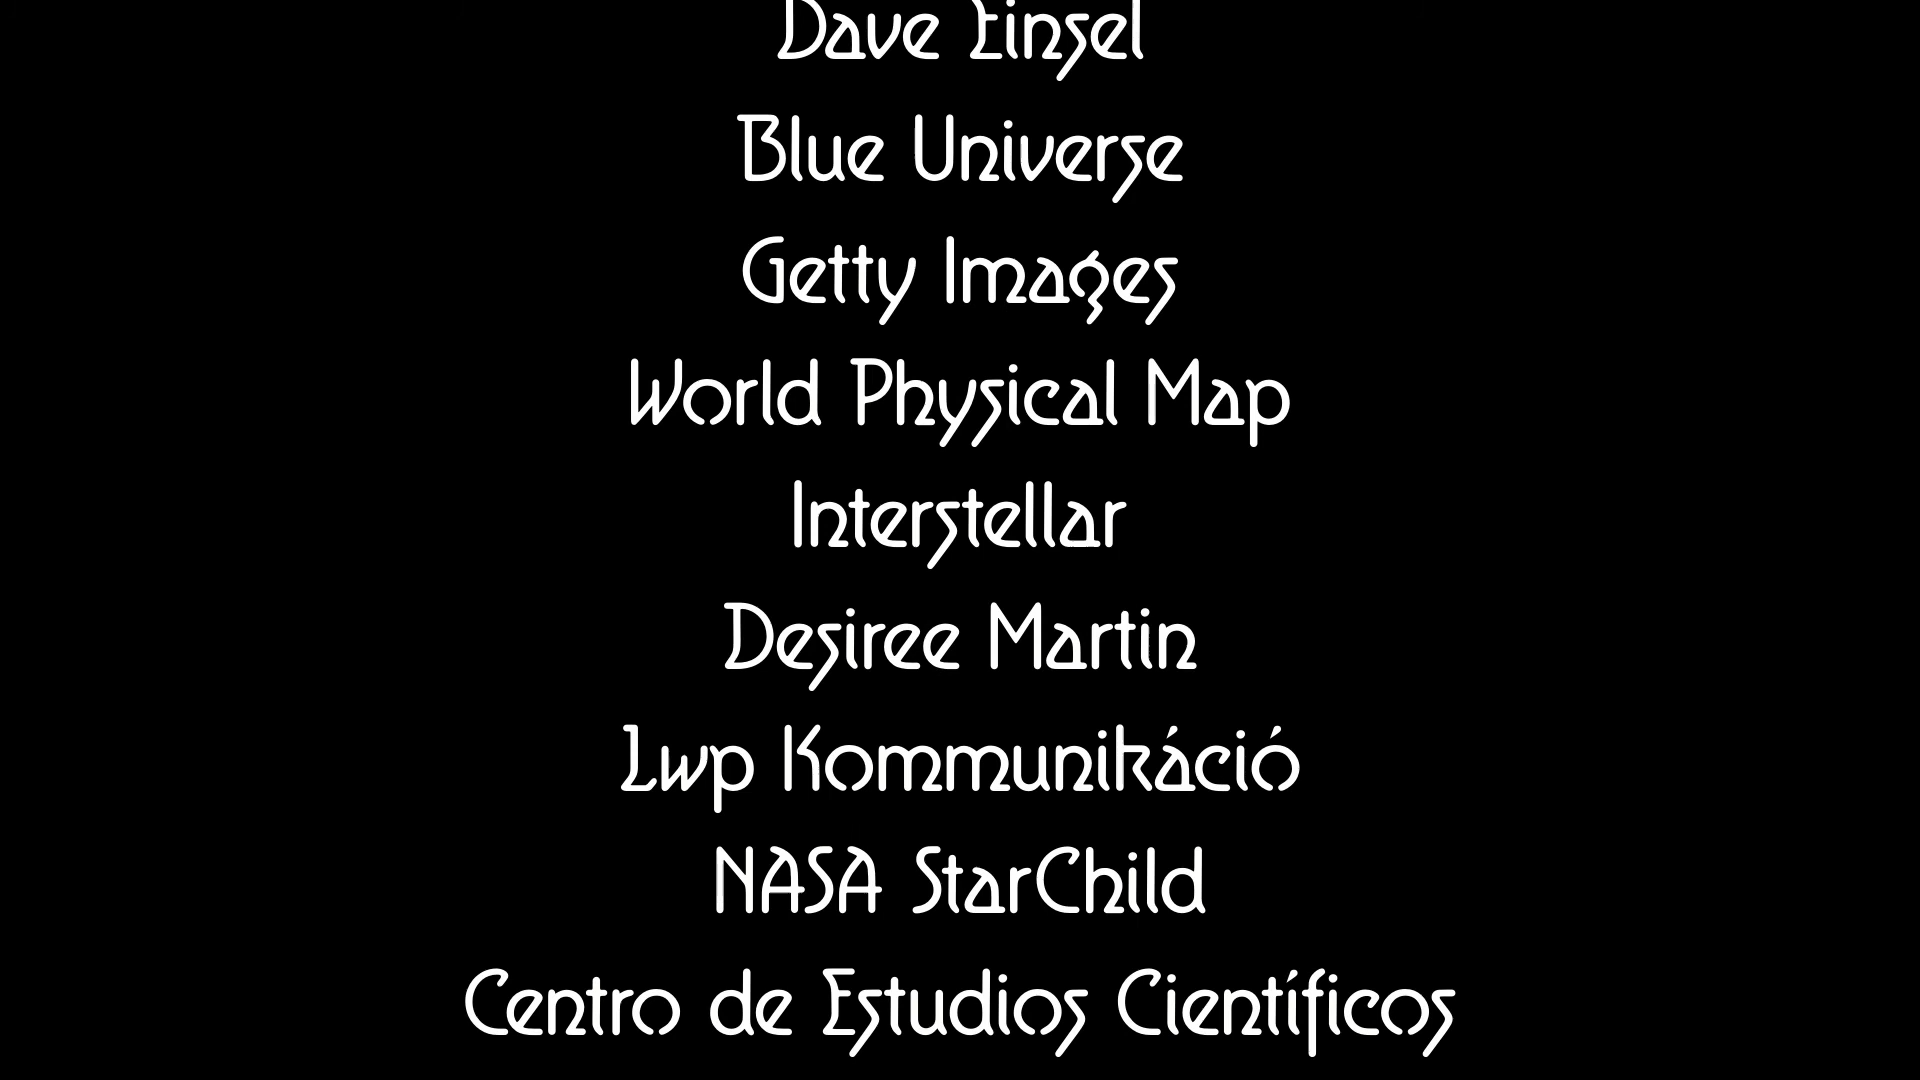 Dave Einsel
Blue Universe
Getty Images
World Physical Map
Interstellar
Desiree Martin
Lwp Kommunikáció
NASA StarChild
Centro de Estudios Científicos